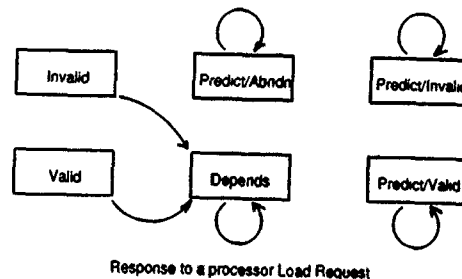 Invalid
Predict/Abndn
Predict/Invalid
Valid
Depends
Predict/Valid
Response to a processor Load Request